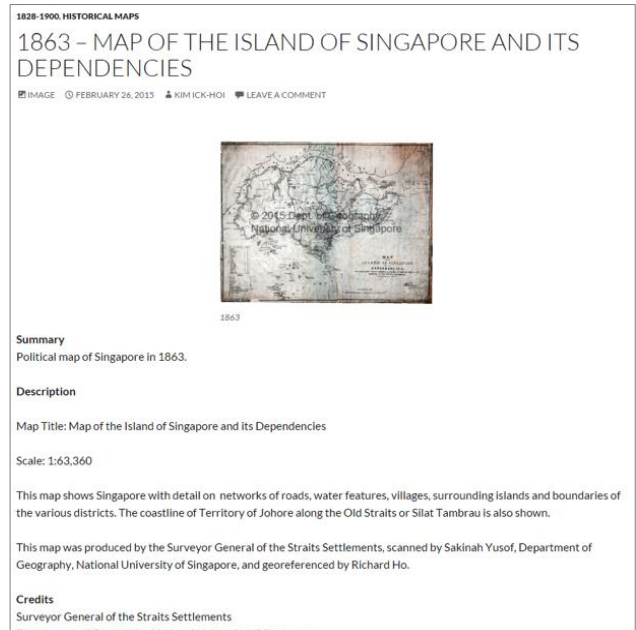 1828-1900, HISTORICAL MAPS
1863 – MAP OF THE ISLAND OF SINGAPORE AND ITS
DEPENDENCIES
IMAGE FEBRUARY 26, 2015 KIM ICK-HOI LEAVE A COMMENT
© 2015 Dept. of Geography
National University of Singapore
MAP
1863
Summary
Political map of Singapore in 1863.
Description
Map Title: Map of the Island of Singapore and its Dependencies
Scale: 1:63,360
This map shows Singapore with detail on networks of roads, water features, villages, surrounding islands and boundaries of
the various districts. The coastline of Territory of Johore along the Old Straits or Silat Tambrau is also shown.
This map was produced by the Surveyor General of the Straits Settlements, scanned by Sakinah Yusof, Department of
Geography, National University of Singapore, and georeferenced by Richard Ho.
Credits
Surveyor General of the Straits Settlements